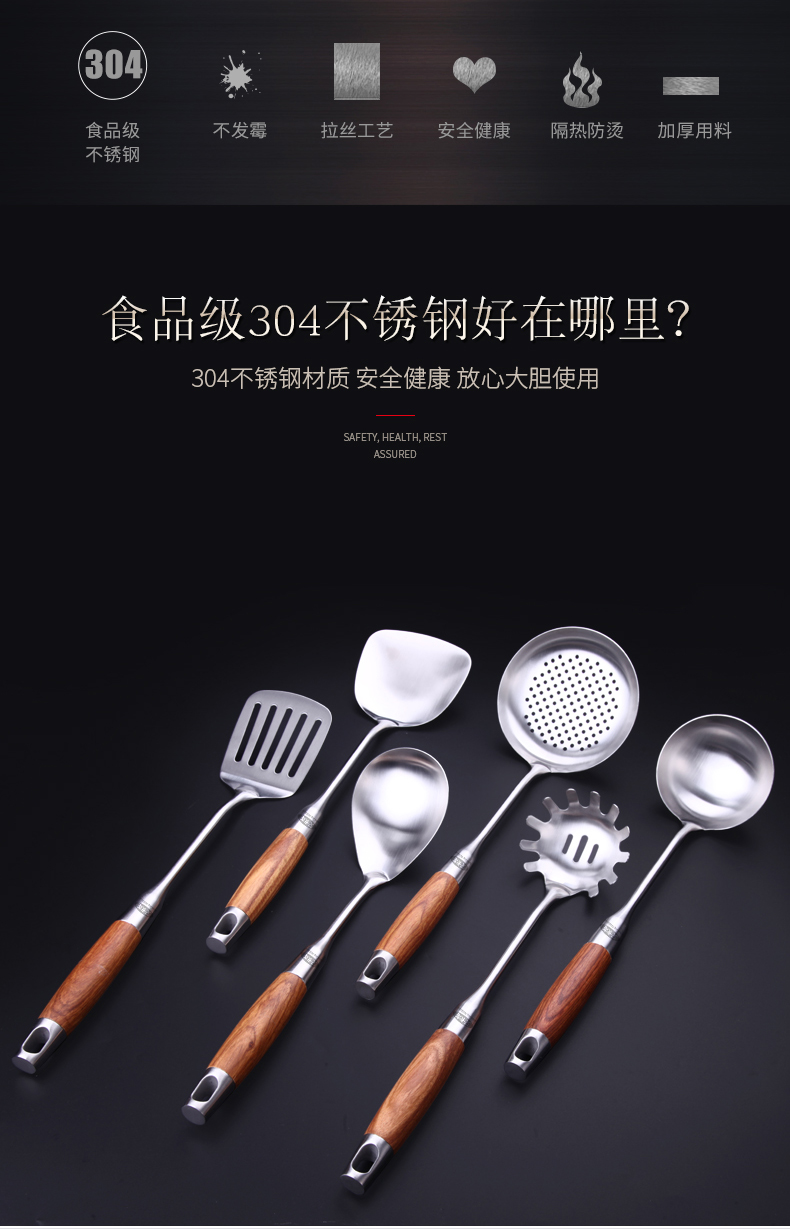 304
食品级
不锈钢
不发霉
拉丝工艺
安全健康
隔热防烫
加厚用料
食品级304不锈钢好在哪里？
304不锈钢材质 安全健康 放心大胆使用
SAFETY, HEALTH, REST
ASSURED